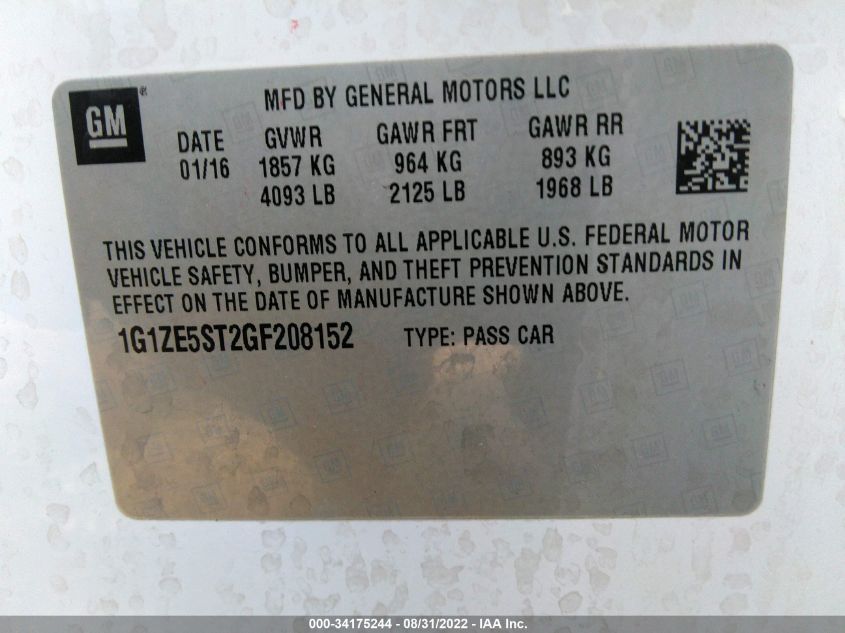 GM
MFD BY GENERAL MOTORS LLC
DATE GVWR GAWR FRT GAWR RR
01/16 1857 KG 964 KG 893 KG
4093 LB 2125 LB 1968 LB
THIS VEHICLE CONFORMS TO ALL APPLICABLE U.S. FEDERAL MOTOR
VEHICLE SAFETY, BUMPER, AND THEFT PREVENTION STANDARDS IN
EFFECT ON THE DATE OF MANUFACTURE SHOWN ABOVE.
1G1ZE5ST2GF208152 TYPE: PASS CAR
000-34175244 - 08/31/2022 - IAA Inc.